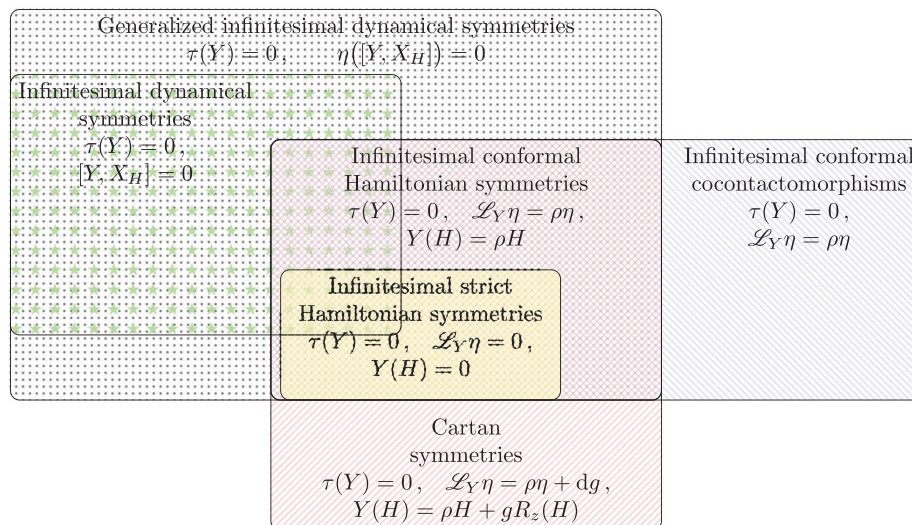 Generalized infinitesimal dynamical symmetries
τ(Y) = 0 , η([Y, X_H]) = 0
Infinitesimal dynamical
symmetries
τ(Y) = 0 ,
[Y, X_H] = 0
Infinitesimal conformal
Hamiltonian symmetries
τ(Y) = 0 , ℒ_Y η = ρη ,
Y(H) = ρH
Infinitesimal conformal
cocontactomorphisms
τ(Y) = 0 ,
ℒ_Y η = ρη
Infinitesimal strict
Hamiltonian symmetries
τ(Y) = 0 , ℒ_Y η = 0 ,
Y(H) = 0
Cartan
symmetries
τ(Y) = 0 , ℒ_Y η = ρη + dg ,
Y(H) = ρH + gR_z(H)